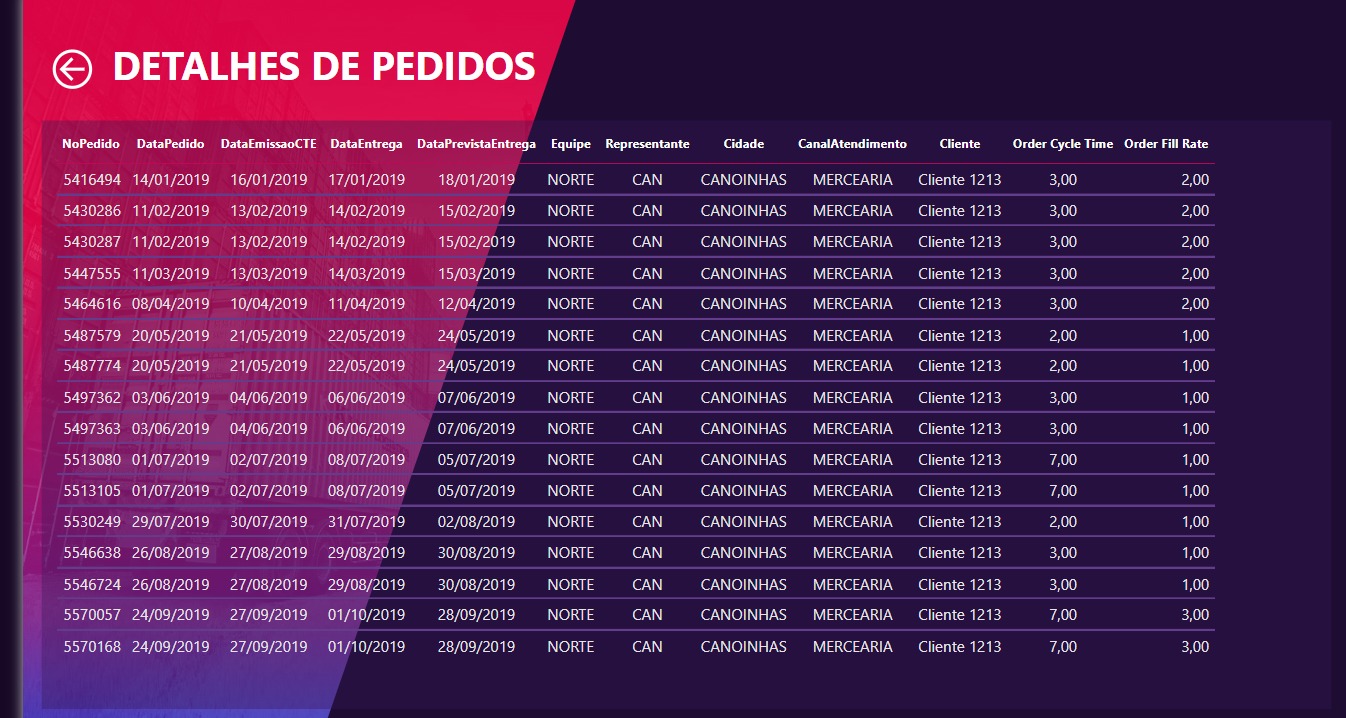 DETALHES DE PEDIDOS
NoPedido DataPedido DataEmissaoCTE DataEntrega DataPrevistaEntrega Equipe Representante Cidade CanalAtendimento Cliente Order Cycle Time Order Fill Rate
5416494 14/01/2019 16/01/2019 17/01/2019 18/01/2019 NORTE CAN CANOINHAS MERCEARIA Cliente 1213 3,00 2,00
5430286 11/02/2019 13/02/2019 14/02/2019 15/02/2019 NORTE CAN CANOINHAS MERCEARIA Cliente 1213 3,00 2,00
5430287 11/02/2019 13/02/2019 14/02/2019 15/02/2019 NORTE CAN CANOINHAS MERCEARIA Cliente 1213 3,00 2,00
5447555 11/03/2019 13/03/2019 14/03/2019 15/03/2019 NORTE CAN CANOINHAS MERCEARIA Cliente 1213 3,00 2,00
5464616 08/04/2019 10/04/2019 11/04/2019 12/04/2019 NORTE CAN CANOINHAS MERCEARIA Cliente 1213 3,00 2,00
5487579 20/05/2019 21/05/2019 22/05/2019 24/05/2019 NORTE CAN CANOINHAS MERCEARIA Cliente 1213 2,00 1,00
5487774 20/05/2019 21/05/2019 22/05/2019 24/05/2019 NORTE CAN CANOINHAS MERCEARIA Cliente 1213 2,00 1,00
5497362 03/06/2019 04/06/2019 06/06/2019 07/06/2019 NORTE CAN CANOINHAS MERCEARIA Cliente 1213 3,00 1,00
5497363 03/06/2019 04/06/2019 06/06/2019 07/06/2019 NORTE CAN CANOINHAS MERCEARIA Cliente 1213 3,00 1,00
5513080 01/07/2019 02/07/2019 08/07/2019 05/07/2019 NORTE CAN CANOINHAS MERCEARIA Cliente 1213 7,00 1,00
5513105 01/07/2019 02/07/2019 08/07/2019 05/07/2019 NORTE CAN CANOINHAS MERCEARIA Cliente 1213 7,00 1,00
5530249 29/07/2019 30/07/2019 31/07/2019 02/08/2019 NORTE CAN CANOINHAS MERCEARIA Cliente 1213 2,00 1,00
5546638 26/08/2019 27/08/2019 29/08/2019 30/08/2019 NORTE CAN CANOINHAS MERCEARIA Cliente 1213 3,00 1,00
5546724 26/08/2019 27/08/2019 29/08/2019 30/08/2019 NORTE CAN CANOINHAS MERCEARIA Cliente 1213 3,00 1,00
5570057 24/09/2019 27/09/2019 01/10/2019 28/09/2019 NORTE CAN CANOINHAS MERCEARIA Cliente 1213 7,00 3,00
5570168 24/09/2019 27/09/2019 01/10/2019 28/09/2019 NORTE CAN CANOINHAS MERCEARIA Cliente 1213 7,00 3,00